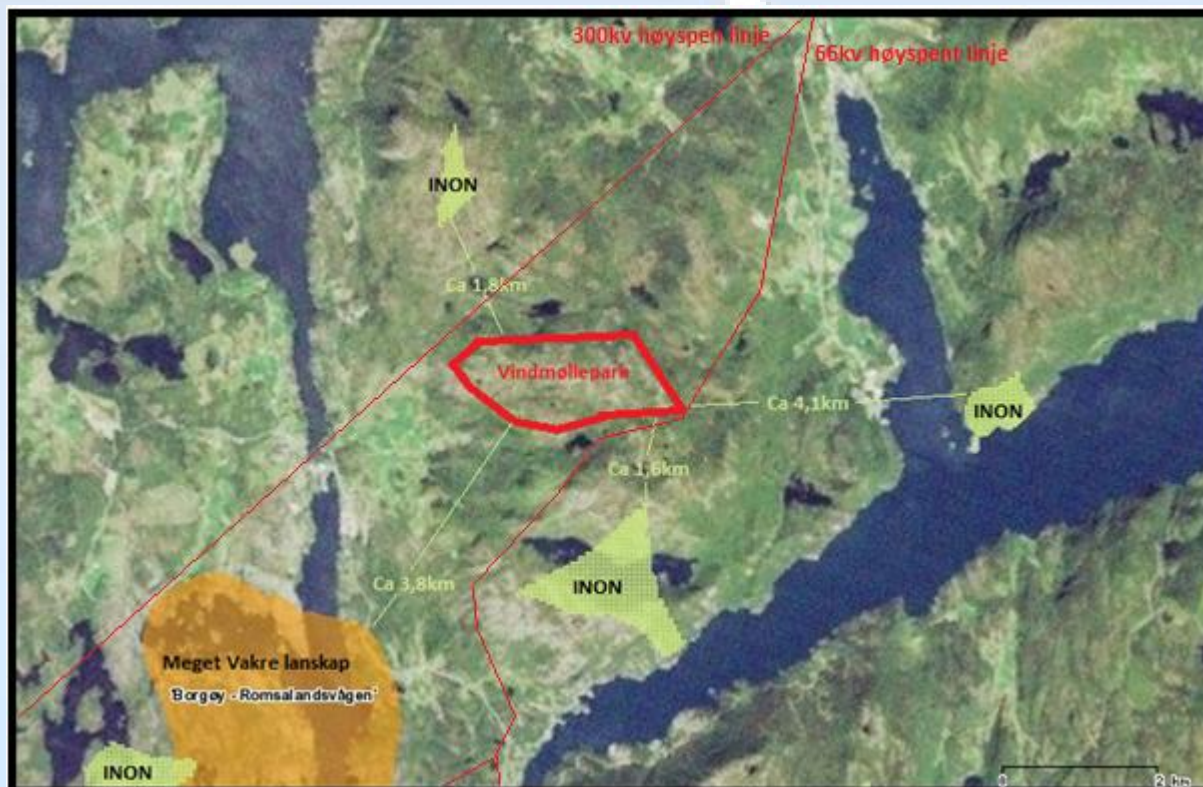 300kv høyspen linje
66kv høyspent linje
INON
Ca 1,8km
Vindmøllepark
Ca 4,1km
INON
Ca 1,6km
Ca 3,8km
INON
Meget Vakre lanskap
'Borgøy - Romsalandsvågen'
INON
0 2 km